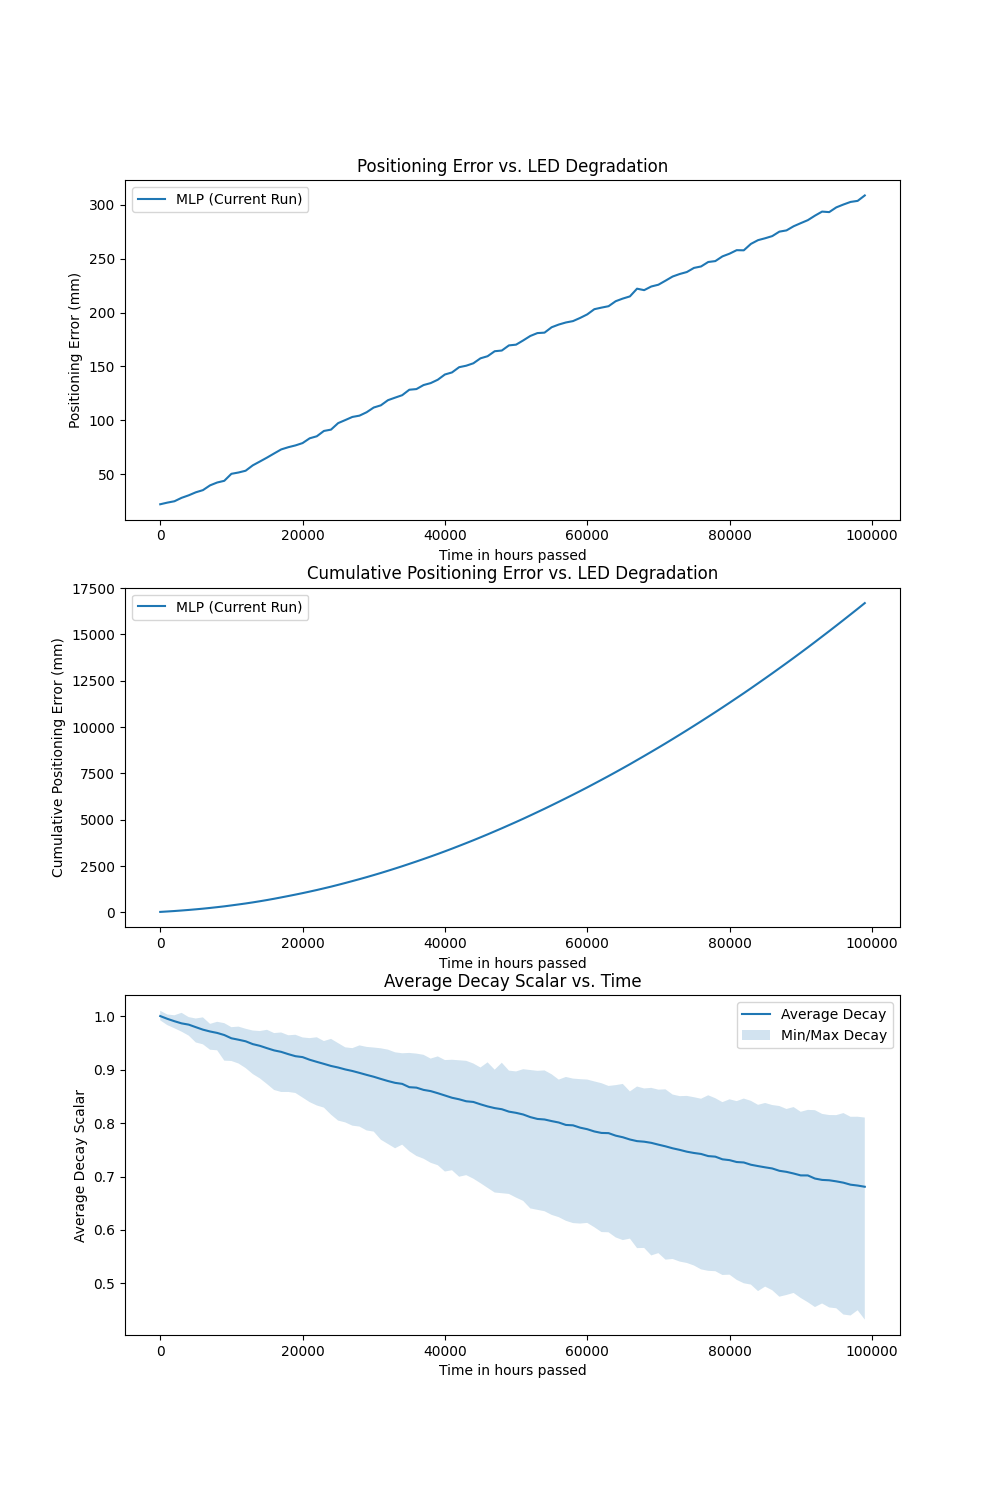 Positioning Error vs. LED Degradation
MLP (Current Run)
300
250
200
150
100
50
Positioning Error (mm)
0 20000 40000 60000 80000 100000
Time in hours passed
Cumulative Positioning Error vs. LED Degradation
MLP (Current Run)
17500
15000
12500
10000
7500
5000
2500
0
Cumulative Positioning Error (mm)
0 20000 40000 60000 80000 100000
Time in hours passed
Average Decay Scalar vs. Time
Average Decay
Min/Max Decay
1.0
0.9
0.8
0.7
0.6
0.5
Average Decay Scalar
0 20000 40000 60000 80000 100000
Time in hours passed